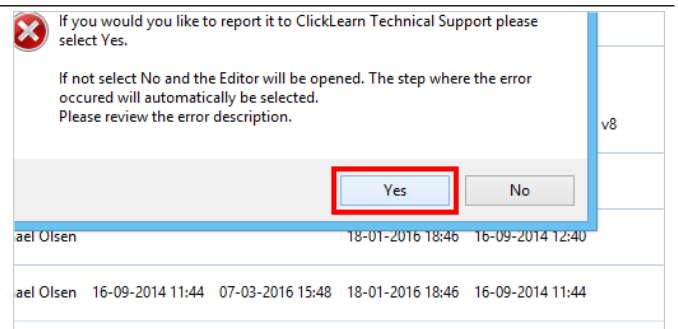 If you would you like to report it to ClickLearn Technical Support please
select Yes.
If not select No and the Editor will be opened. The step where the error
occured will automatically be selected.
Please review the error description.
v8
Yes No
ael Olsen 18-01-2016 18:46 16-09-2014 12:40
ael Olsen 16-09-2014 11:44 07-03-2016 15:48 18-01-2016 18:46 16-09-2014 11:44